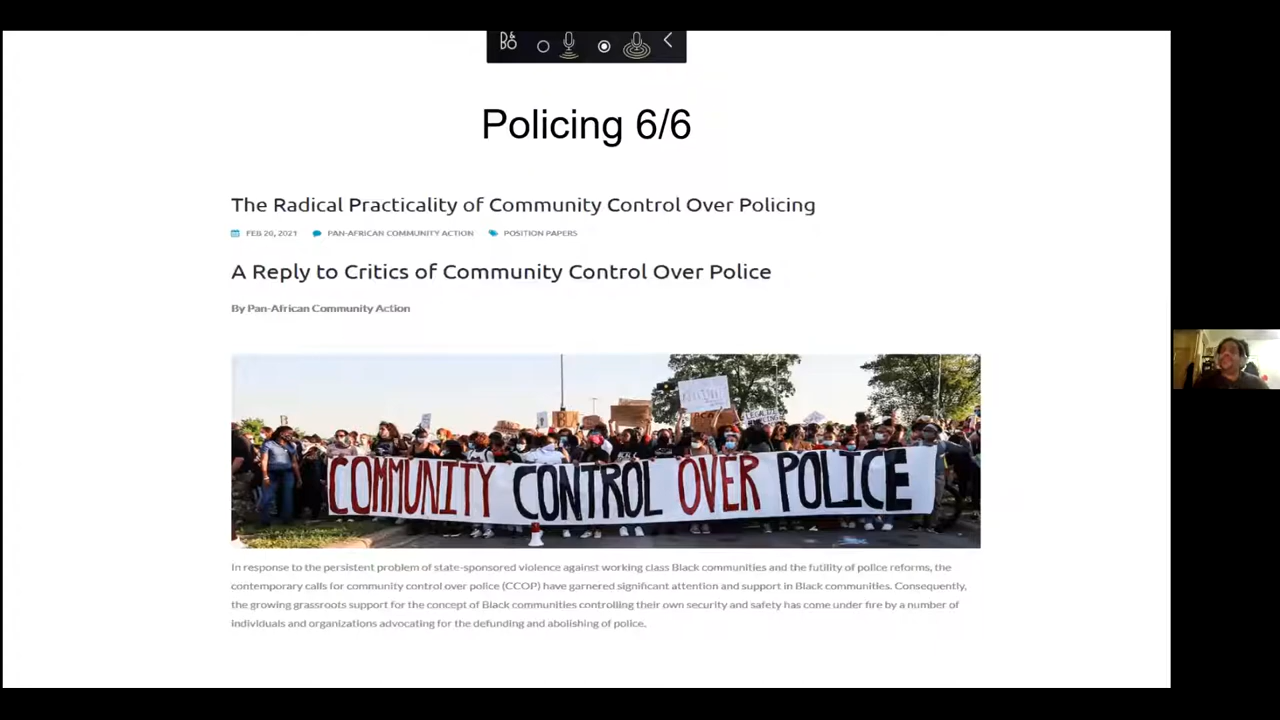 B&O
Policing 6/6
The Radical Practicality of Community Control Over Policing
FEB 20, 2021 PAN-AFRICAN COMMUNITY ACTION POSITION PAPERS
A Reply to Critics of Community Control Over Police
By Pan-African Community Action
COMMUNITY CONTROL OVER POLICE
In response to the persistent problem of state-sponsored violence against working class Black communities and the futility of police reforms, the
contemporary calls for community control over police (CCOP) have garnered significant attention and support in Black communities. Consequently,
the growing grassroots support for the concept of Black communities controlling their own security and safety has come under fire by a number of
individuals and organizations advocating for the defunding and abolishing of police.